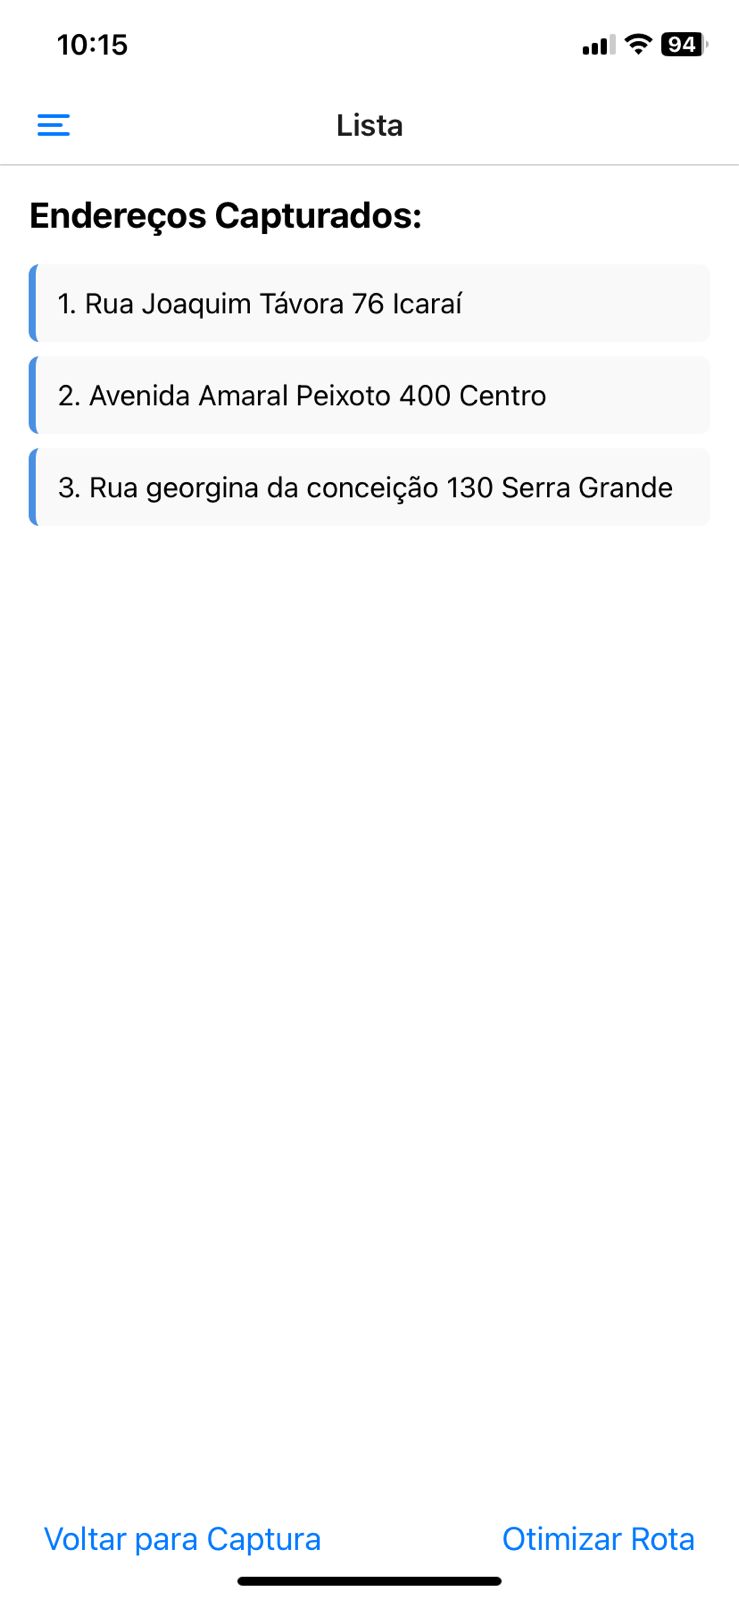 10:15
94
Lista
Endereços Capturados:
1. Rua Joaquim Távora 76 Icaraí
2. Avenida Amaral Peixoto 400 Centro
3. Rua georgina da conceição 130 Serra Grande
Voltar para Captura
Otimizar Rota